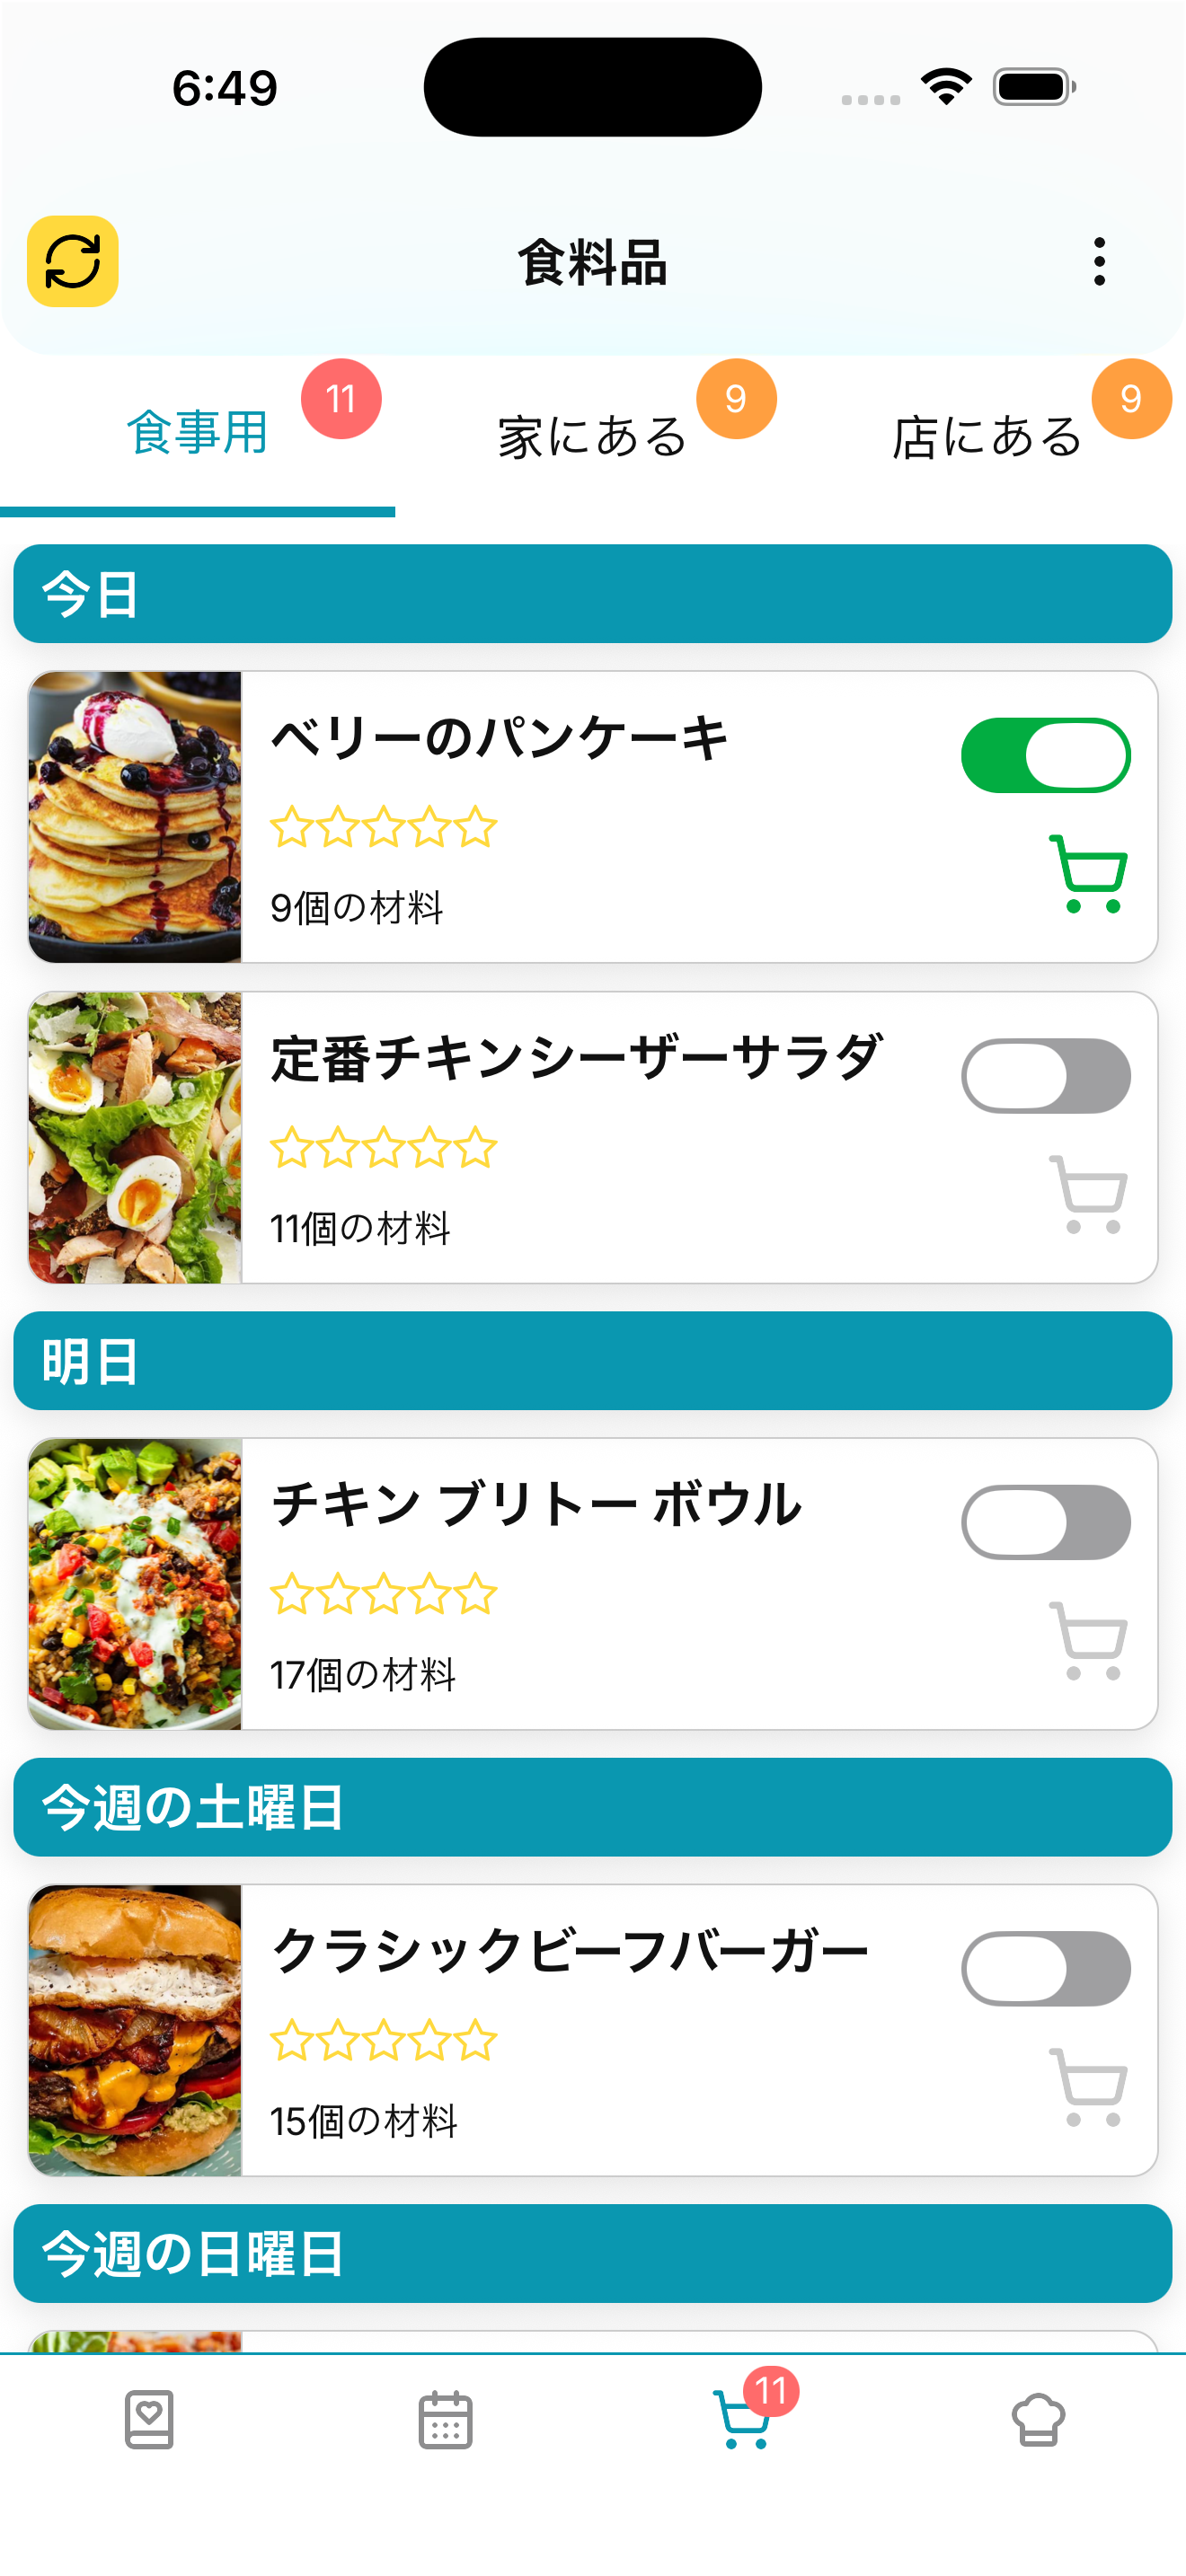 6:49
食料品
食事用
11
家にある
9
店にある
9
今日
ベリーのパンケーキ
9個の材料
定番チキンシーザーサラダ
11個の材料
明日
チキン ブリトー ボウル
17個の材料
今週の土曜日
クラシックビーフバーガー
15個の材料
今週の日曜日
11